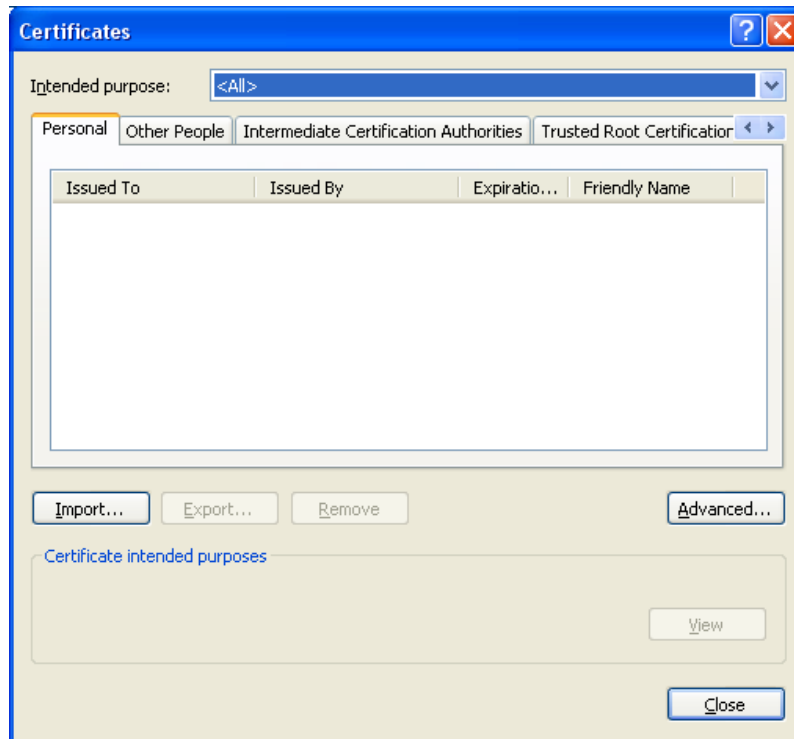 Certificates
Intended purpose: <All>
Personal Other People Intermediate Certification Authorities Trusted Root Certification
Issued To Issued By Expiratio... Friendly Name
Import... Export... Remove Advanced...
Certificate intended purposes
View
Close